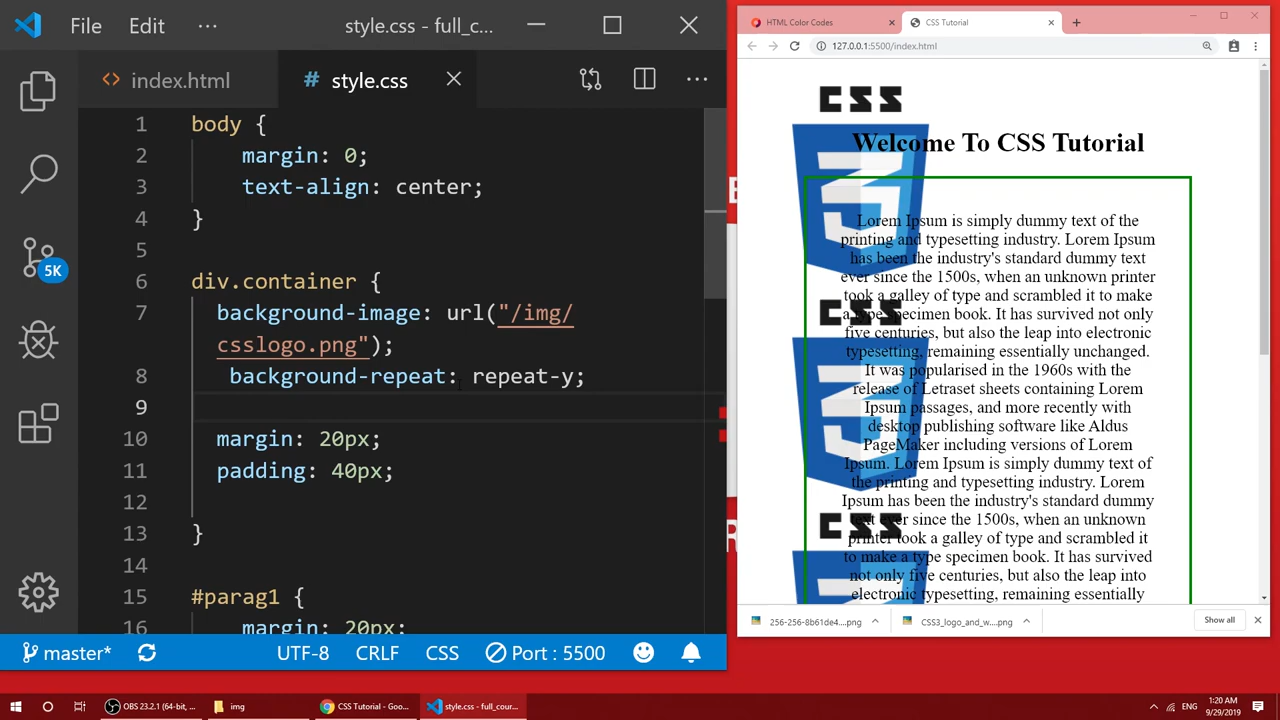 File
Edit
···
style.css - full_c...
index.html
# style.css
1 body {
2 margin: 0;
3 text-align: center;
4 }
5
6 div.container {
7 background-image: url("/img/
csslogo.png");
8 background-repeat: repeat-y;
9
10 margin: 20px;
11 padding: 40px;
12
13 }
14
15 #parag1 {
16 margin: 20px;
5K
master*
UTF-8
CRLF
CSS
Port : 5500
HTML Color Codes
CSS Tutorial
127.0.0.1:5500/index.html
CSS
Welcome To CSS Tutorial
Lorem Ipsum is simply dummy text of the
printing and typesetting industry. Lorem Ipsum
has been the industry's standard dummy text
ever since the 1500s, when an unknown printer
took a galley of type and scrambled it to make
a type specimen book. It has survived not only
CSS
five centuries, but also the leap into electronic
typesetting, remaining essentially unchanged.
It was popularised in the 1960s with the
release of Letraset sheets containing Lorem
Ipsum passages, and more recently with
desktop publishing software like Aldus
PageMaker including versions of Lorem
Ipsum. Lorem Ipsum is simply dummy text of
the printing and typesetting industry. Lorem
Ipsum has been the industry's standard dummy
text ever since the 1500s, when an unknown
CSS
printer took a galley of type and scrambled it
to make a type specimen book. It has survived
not only five centuries, but also the leap into
electronic typesetting, remaining essentially
256-256-8b61de4....png
CSS3_logo_and_w....png
Show all
OBS 23.2.1 (64-bit, ...
img
CSS Tutorial - Goo...
style.css - full_cour...
ENG
1:20 AM
9/29/2019